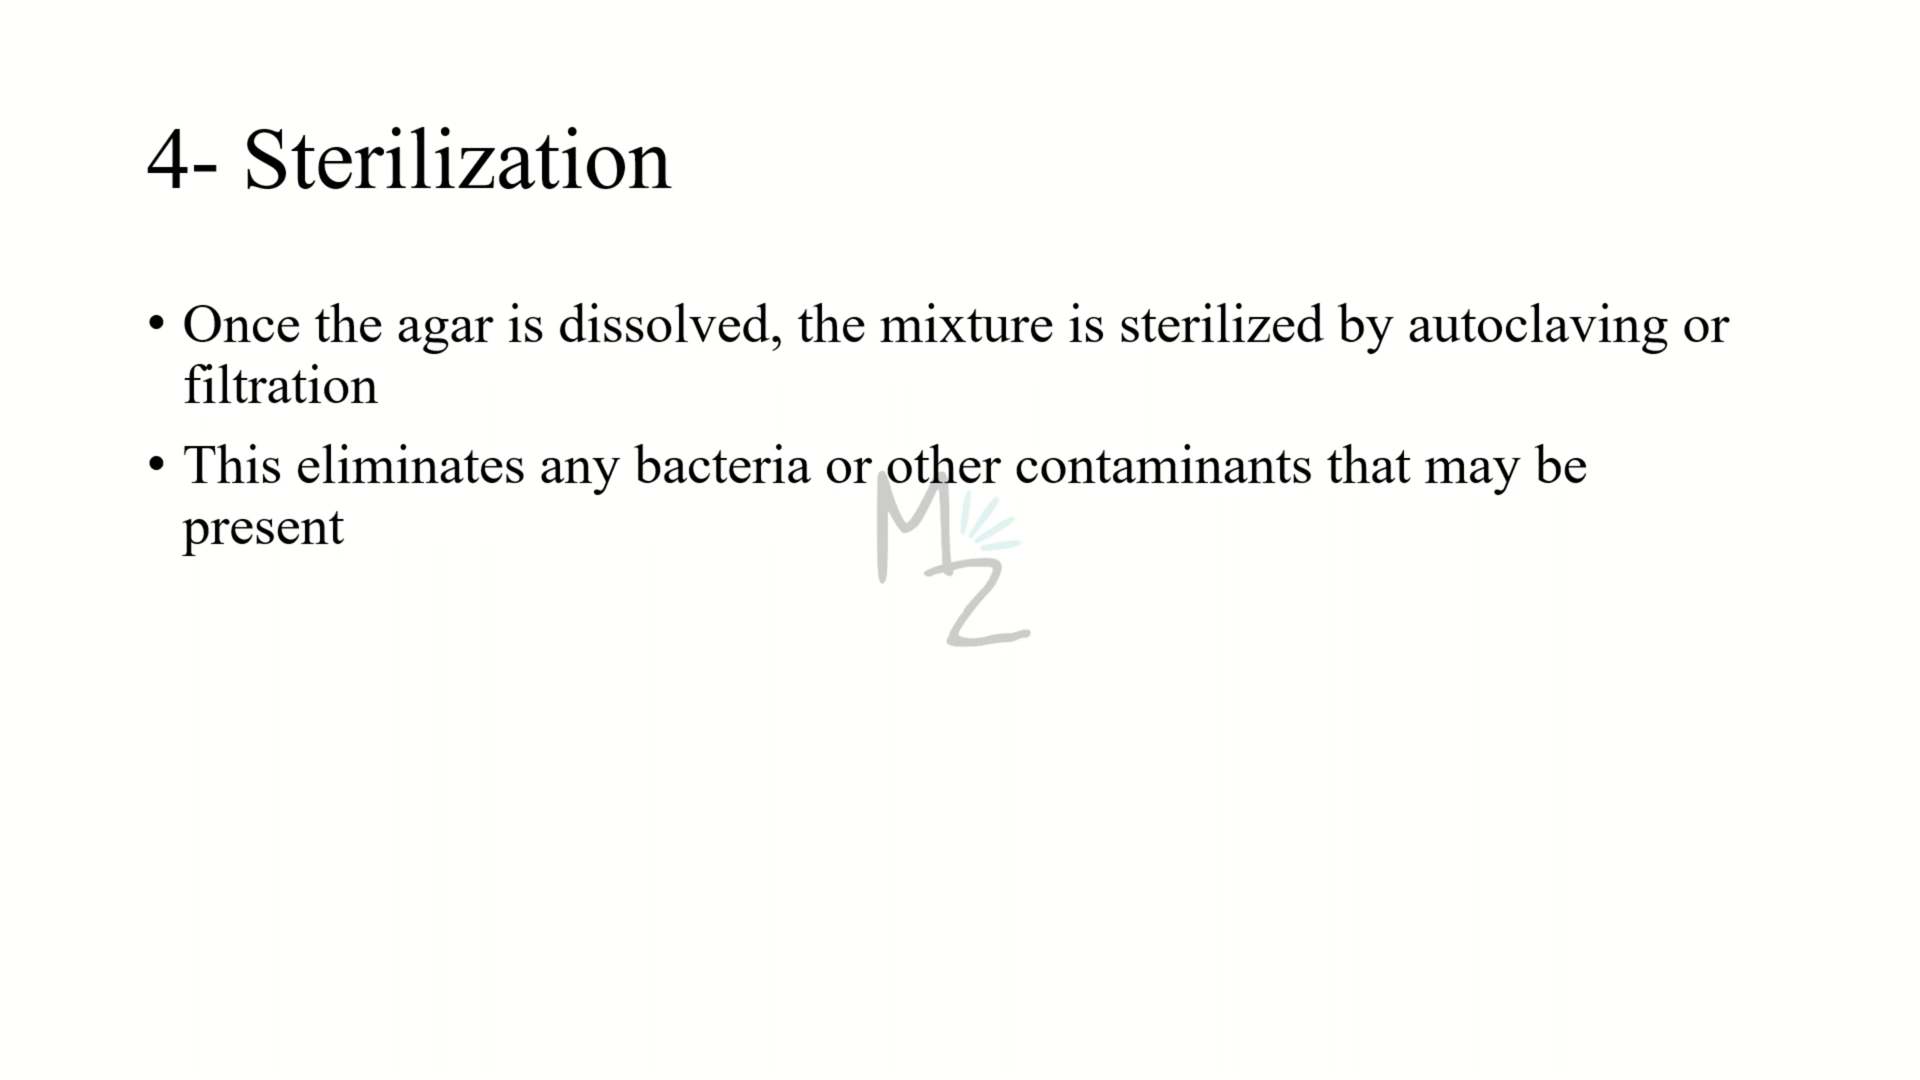 4- Sterilization
• Once the agar is dissolved, the mixture is sterilized by autoclaving or
filtration
• This eliminates any bacteria or other contaminants that may be
present
MZ